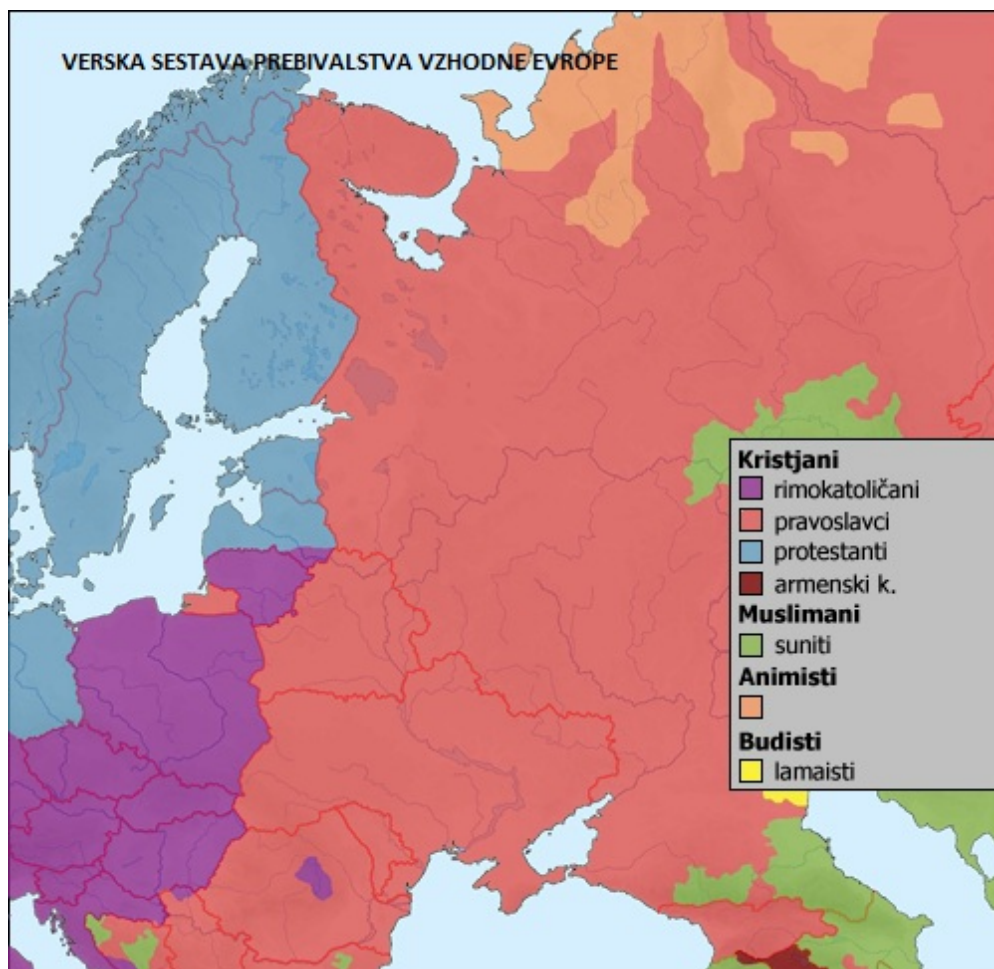 VERSKA SESTAVA PREBIVALSTVA VZHODNE EVROPE
Kristjani
rimokatoličani
pravoslavci
protestanti
armenski k.
Muslimani
suniti
Animisti
Budisti
lamaisti